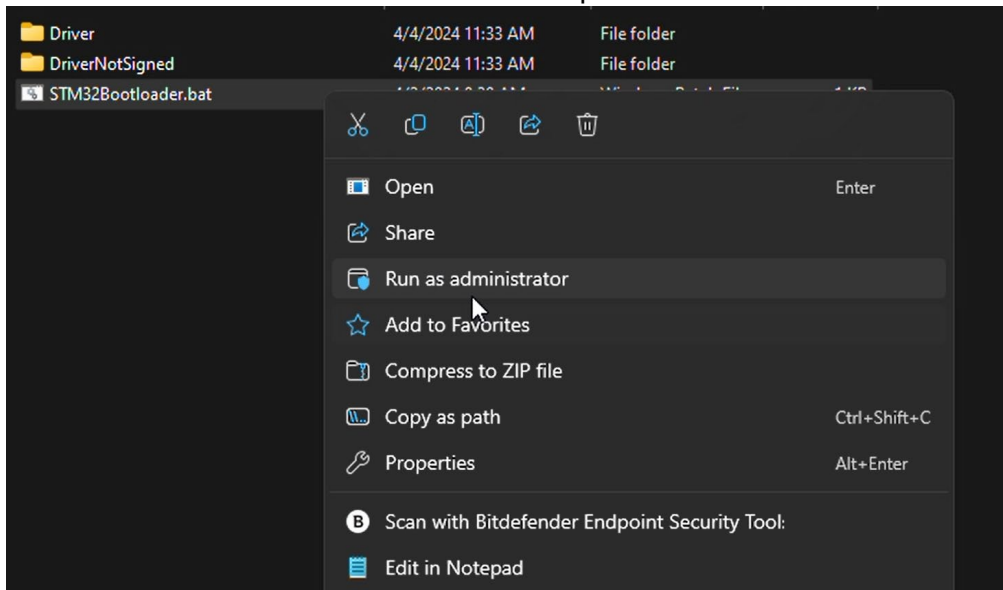 Driver 4/4/2024 11:33 AM File folder
DriverNotSigned 4/4/2024 11:33 AM File folder
STM32Bootloader.bat
Open Enter
Share
Run as administrator
Add to Favorites
Compress to ZIP file
Copy as path Ctrl+Shift+C
Properties Alt+Enter
B Scan with Bitdefender Endpoint Security Tool:
Edit in Notepad